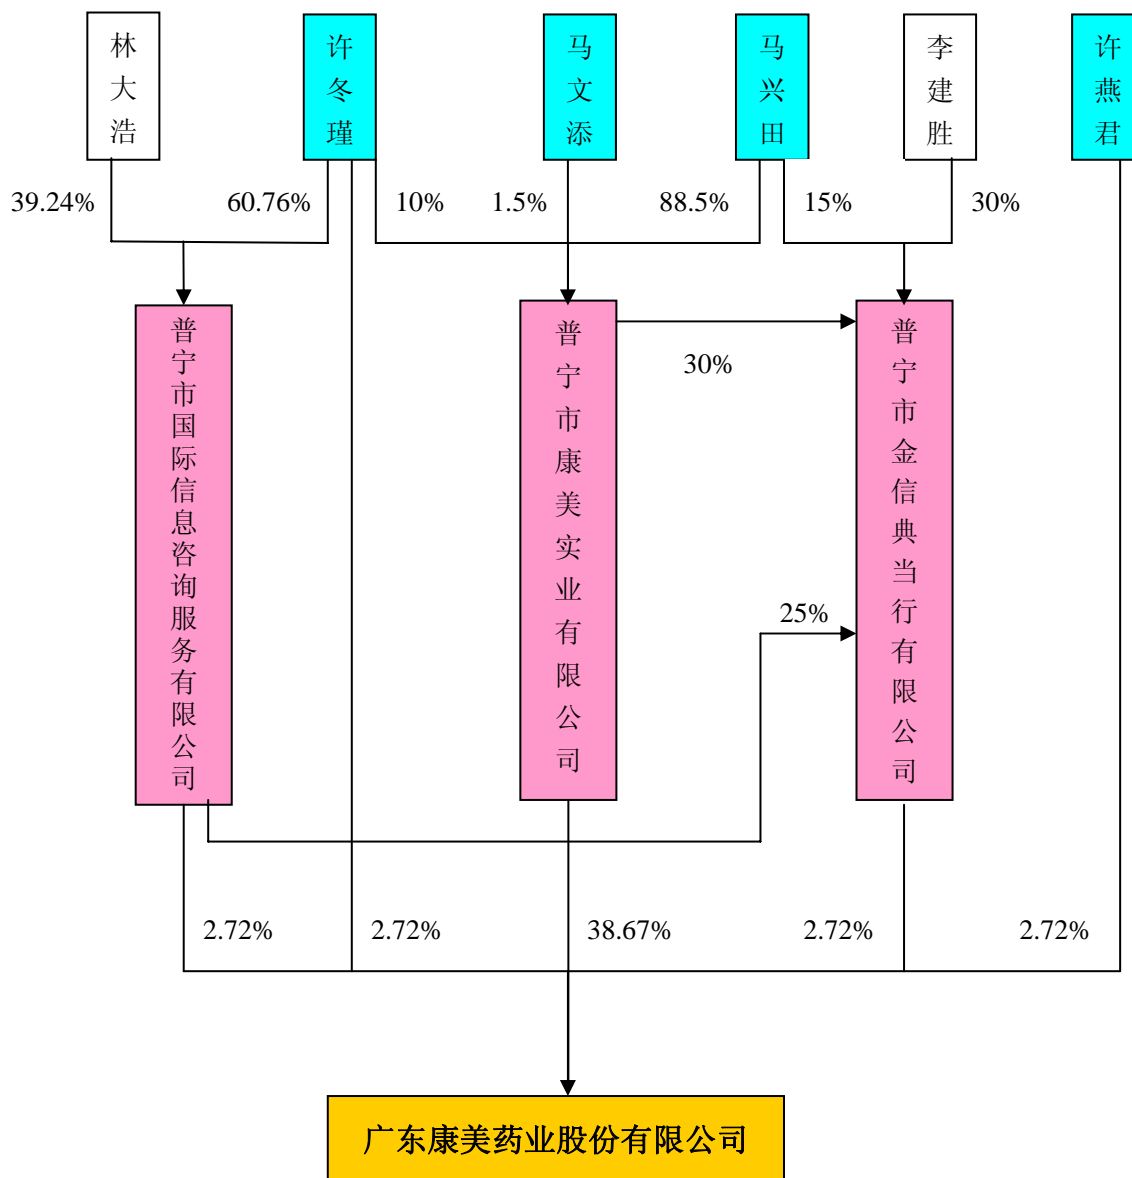 林大浩
许冬瑾
马文添
马兴田
李建胜
许燕君
39.24%
60.76%
10%
1.5%
88.5%
15%
30%
普宁市国际信息咨询服务有限公司
普宁市康美实业有限公司
普宁市金信典当行有限公司
30%
25%
2.72%
2.72%
38.67%
2.72%
2.72%
广东康美药业股份有限公司